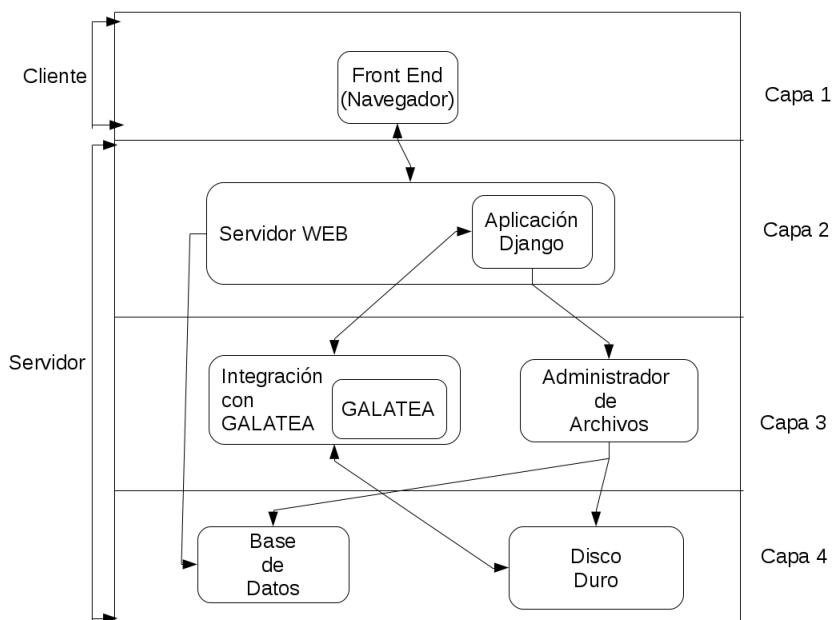 Cliente
Front End
(Navegador)
Capa 1
Servidor WEB
Aplicación
Django
Capa 2
Servidor
Integración
con
GALATEA
GALATEA
Administrador
de
Archivos
Capa 3
Base
de
Datos
Disco
Duro
Capa 4